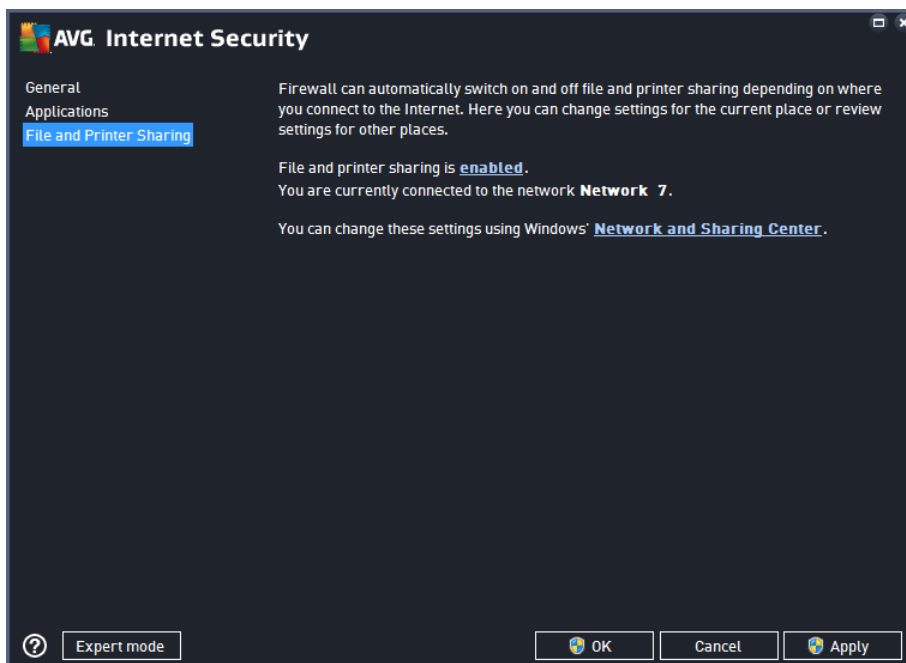 AVG Internet Security
General
Applications
File and Printer Sharing
Firewall can automatically switch on and off file and printer sharing depending on where
you connect to the Internet. Here you can change settings for the current place or review
settings for other places.
File and printer sharing is enabled.
You are currently connected to the network Network 7.
You can change these settings using Windows' Network and Sharing Center.
? Expert mode OK Cancel Apply